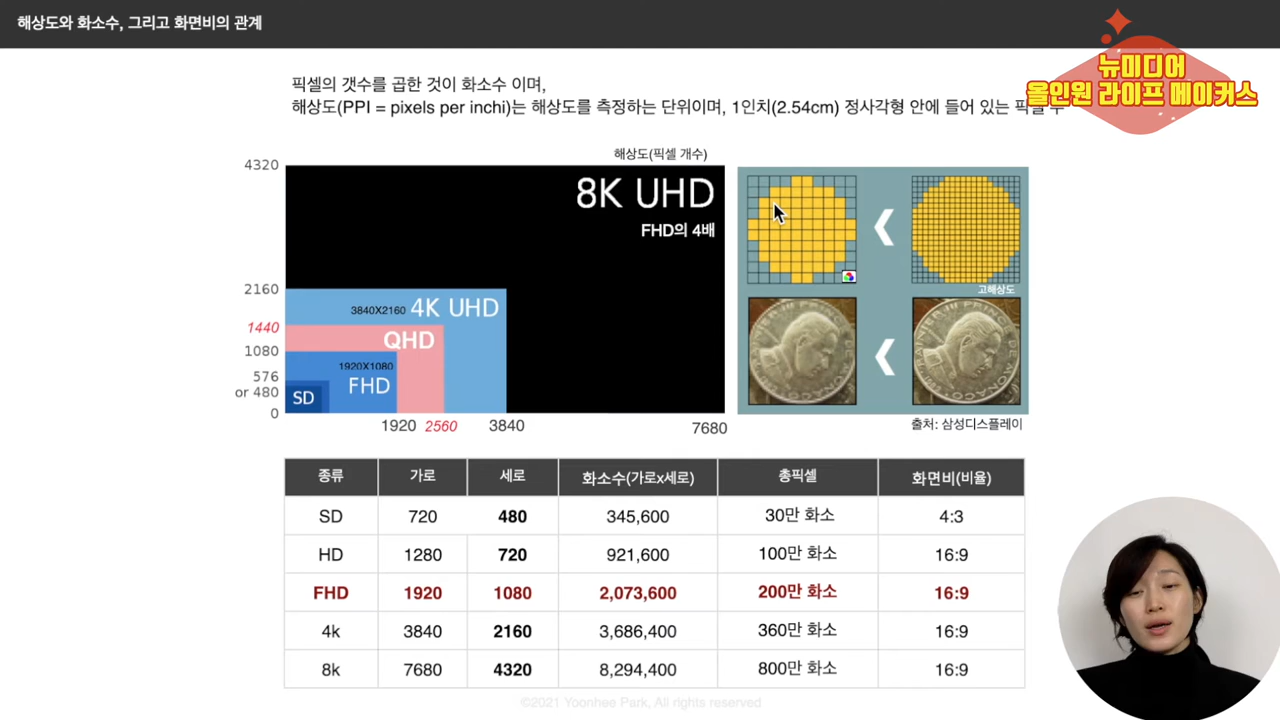 해상도와 화소수, 그리고 화면비의 관계
뉴미디어
올인원 라이프 메이커스
픽셀의 갯수를 곱한 것이 화소수 이며,
해상도(PPI = pixels per inchi)는 해상도를 측정하는 단위이며, 1인치(2.54cm) 정사각형 안에 들어 있는 픽셀 수
해상도(픽셀 개수)
4320
8K UHD
FHD의 4배
2160
3840X2160 4K UHD
1440
QHD
1080
1920X1080
FHD
576
or 480
SD
0
1920 2560 3840 7680
고해상도
출처: 삼성디스플레이
종류 가로 세로 화소수(가로x세로) 총픽셀 화면비(비율)
SD 720 480 345,600 30만 화소 4:3
HD 1280 720 921,600 100만 화소 16:9
FHD 1920 1080 2,073,600 200만 화소 16:9
4k 3840 2160 3,686,400 360만 화소 16:9
8k 7680 4320 8,294,400 800만 화소 16:9
©2021 Yoonhee Park, All rights reserved